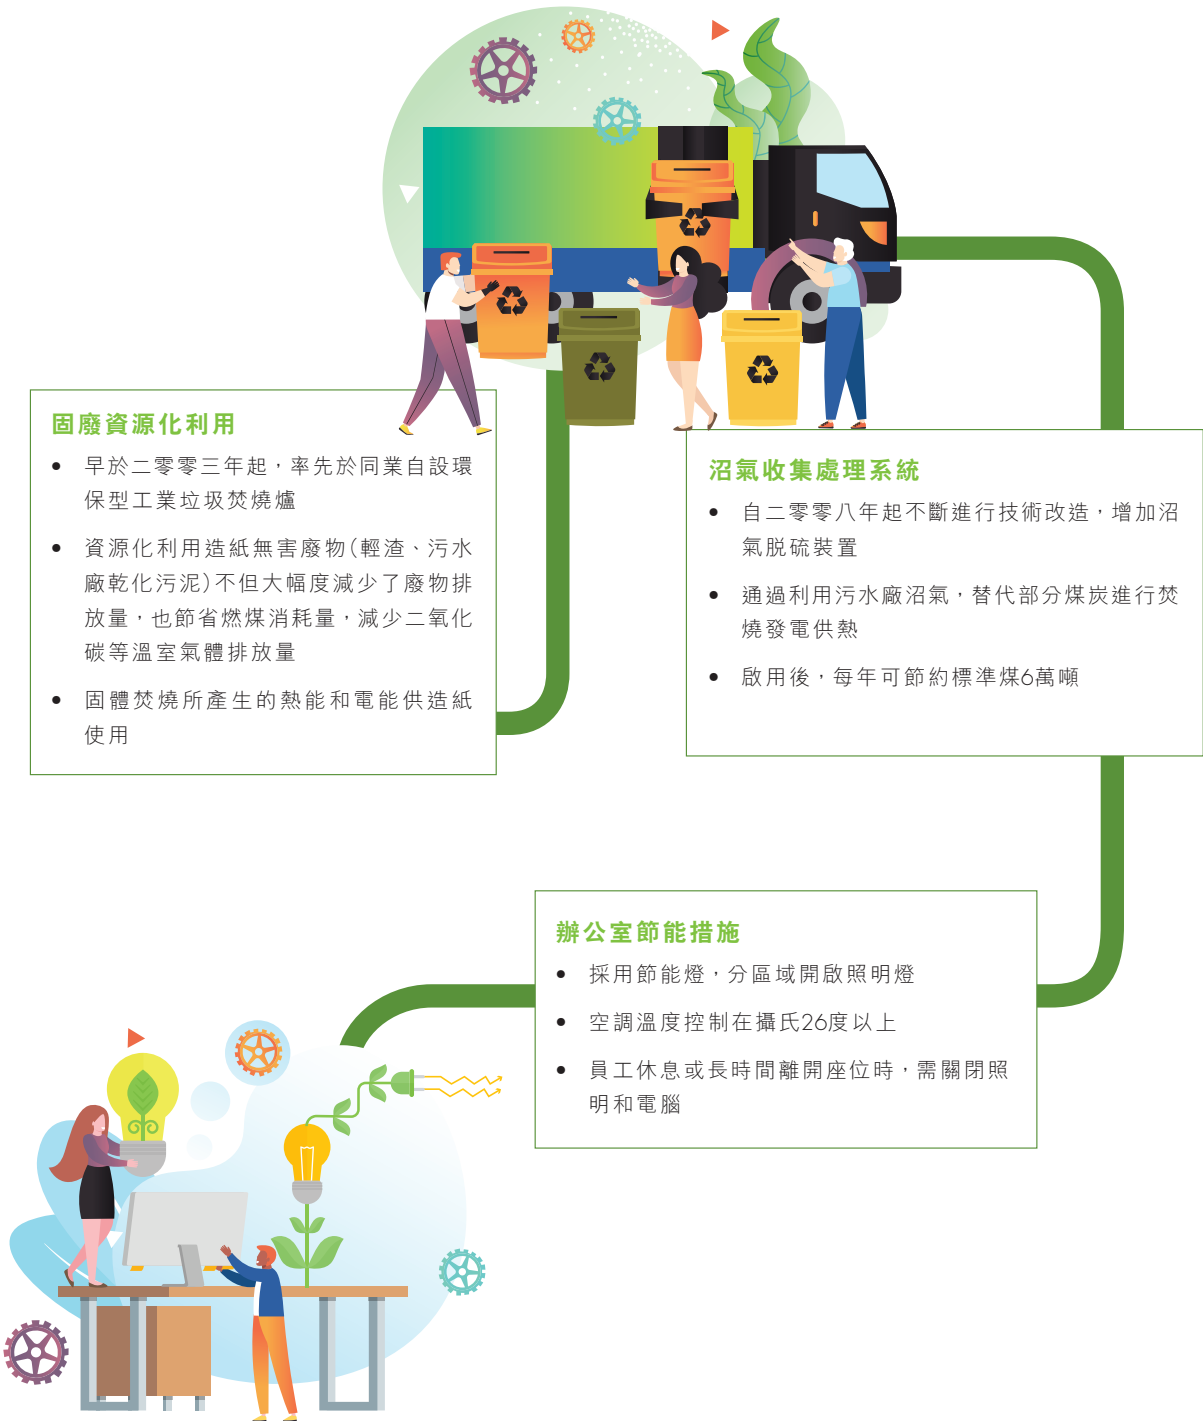 固廢資源化利用
• 早於二零零三年起，率先於同業自設環
保型工業垃圾焚燒爐
• 資源化利用造紙無害廢物（輕渣、污水
廠乾化污泥）不但大幅度減少了廢物排
放量，也節省燃煤消耗量，減少二氧化
碳等溫室氣體排放量
• 固體焚燒所產生的熱能和電能供造紙
使用
沼氣收集處理系統
• 自二零零八年起不斷進行技術改造，增加沼
氣脱硫裝置
• 通過利用污水廠沼氣，替代部分煤炭進行焚
燒發電供熱
• 啟用後，每年可節約標準煤6萬噸
辦公室節能措施
• 採用節能燈，分區域開啟照明燈
• 空調溫度控制在攝氏26度以上
• 員工休息或長時間離開座位時，需關閉照
明和電腦